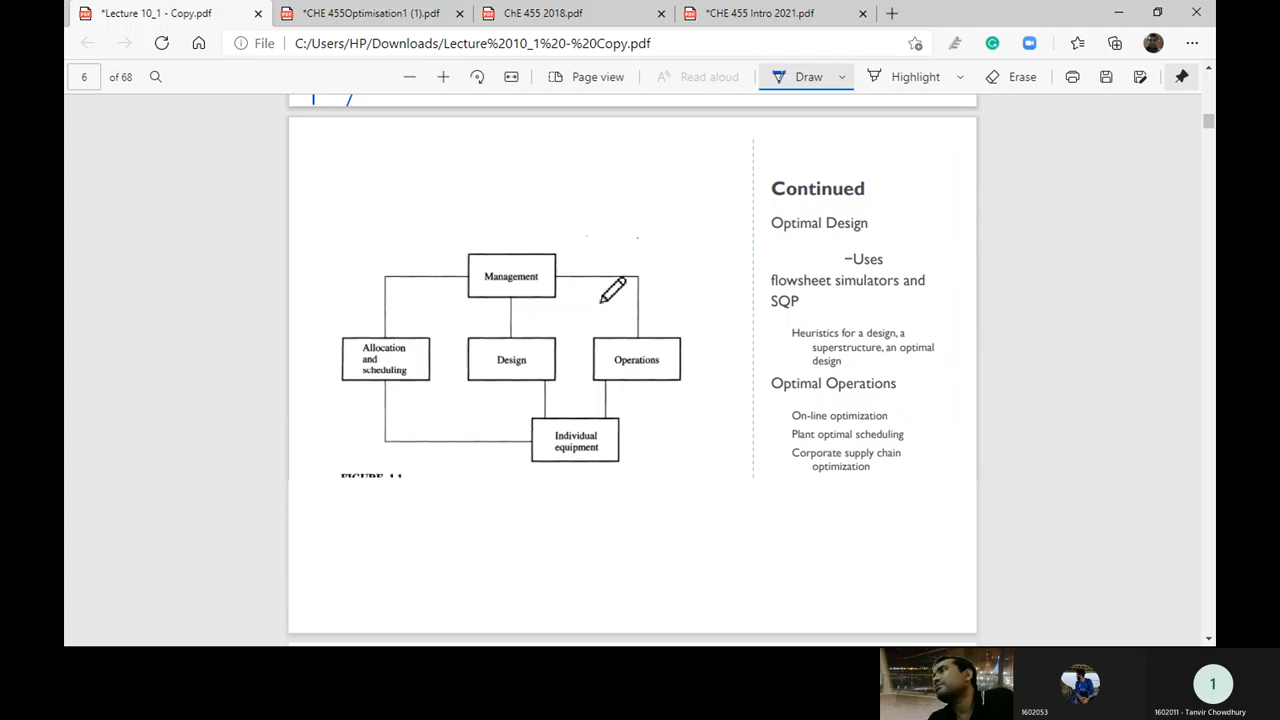 *Lecture 10_1 - Copy.pdf
*CHE 455Optimisation1 (1).pdf
ChE 455 2018.pdf
*CHE 455 Intro 2021.pdf
File
C:/Users/HP/Downloads/Lecture%2010_1%20-%20Copy.pdf
6 of 68
Page view
Read aloud
Draw
Highlight
Erase
Management
Allocation
and
scheduling
Design
Operations
Individual
equipment
Continued
Optimal Design
−Uses
flowsheet simulators and
SQP
Heuristics for a design, a
superstructure, an optimal
design
Optimal Operations
On-line optimization
Plant optimal scheduling
Corporate supply chain
optimization
1602053
1
1602011 - Tanvir Chowdhury